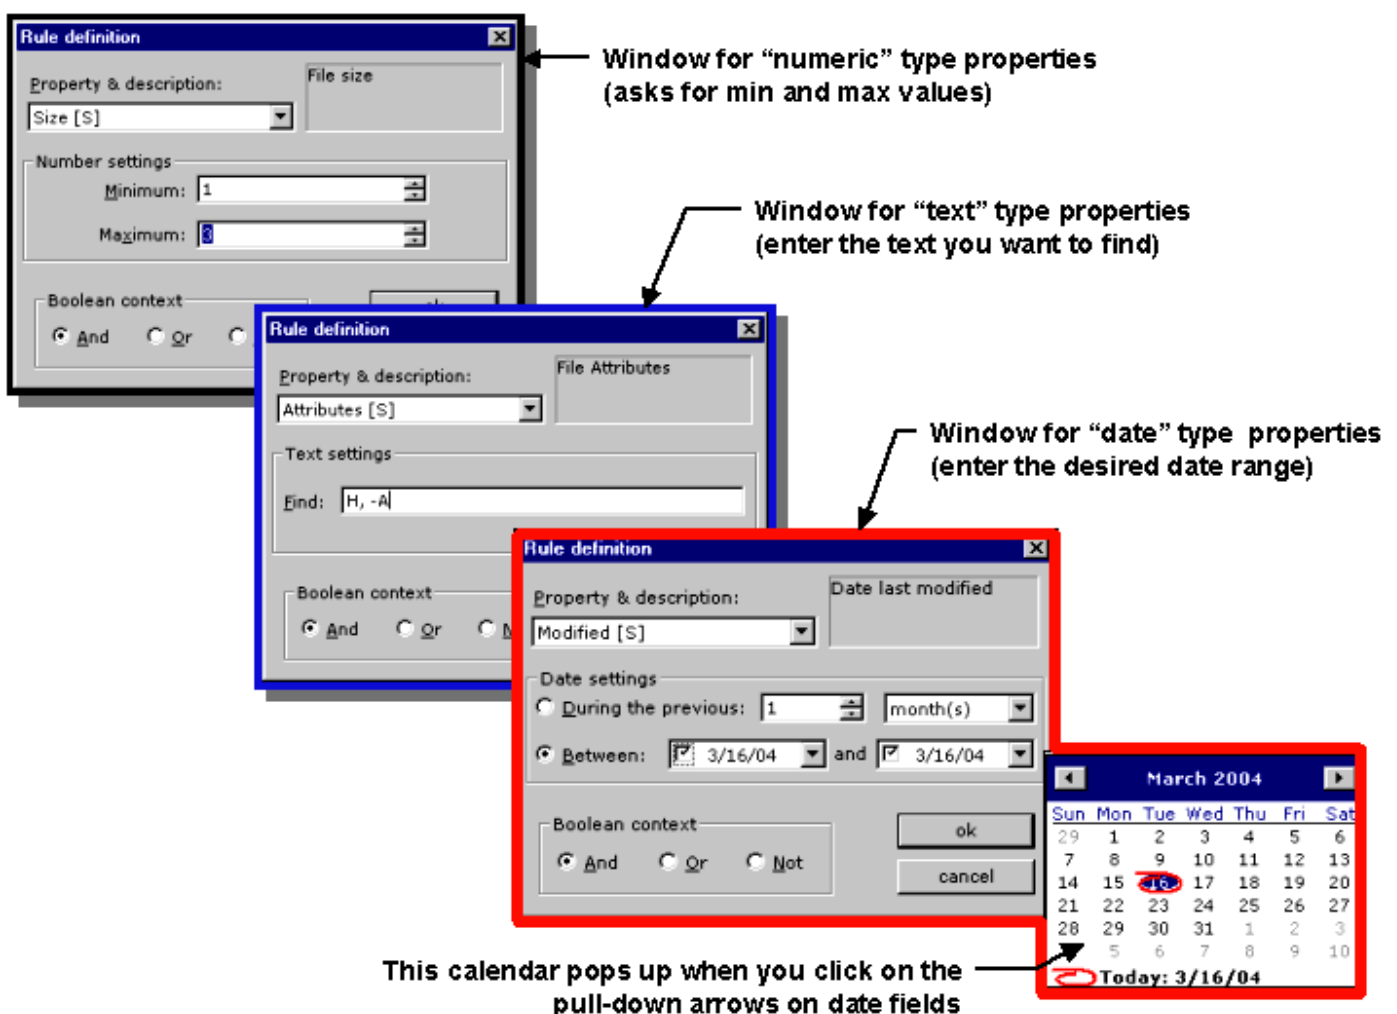 Rule definition
Property & description:
File size
Size [S]
Number settings
Minimum: 1
Maximum: 3
Boolean context
And Or
Window for “numeric” type properties
(asks for min and max values)
Window for “text” type properties
(enter the text you want to find)
Rule definition
Property & description:
File Attributes
Attributes [S]
Text settings
Find: H, -A
Boolean context
And Or
Window for “date” type properties
(enter the desired date range)
Rule definition
Property & description:
Date last modified
Modified [S]
Date settings
During the previous: 1 month(s)
Between: 3/16/04 and 3/16/04
Boolean context
And Or Not
ok
cancel
March 2004
Sun Mon Tue Wed Thu Fri Sat
29 1 2 3 4 5 6
7 8 9 10 11 12 13
14 15 16 17 18 19 20
21 22 23 24 25 26 27
28 29 30 31 1 2 3
5 6 7 8 9 10
Today: 3/16/04
This calendar pops up when you click on the
pull-down arrows on date fields